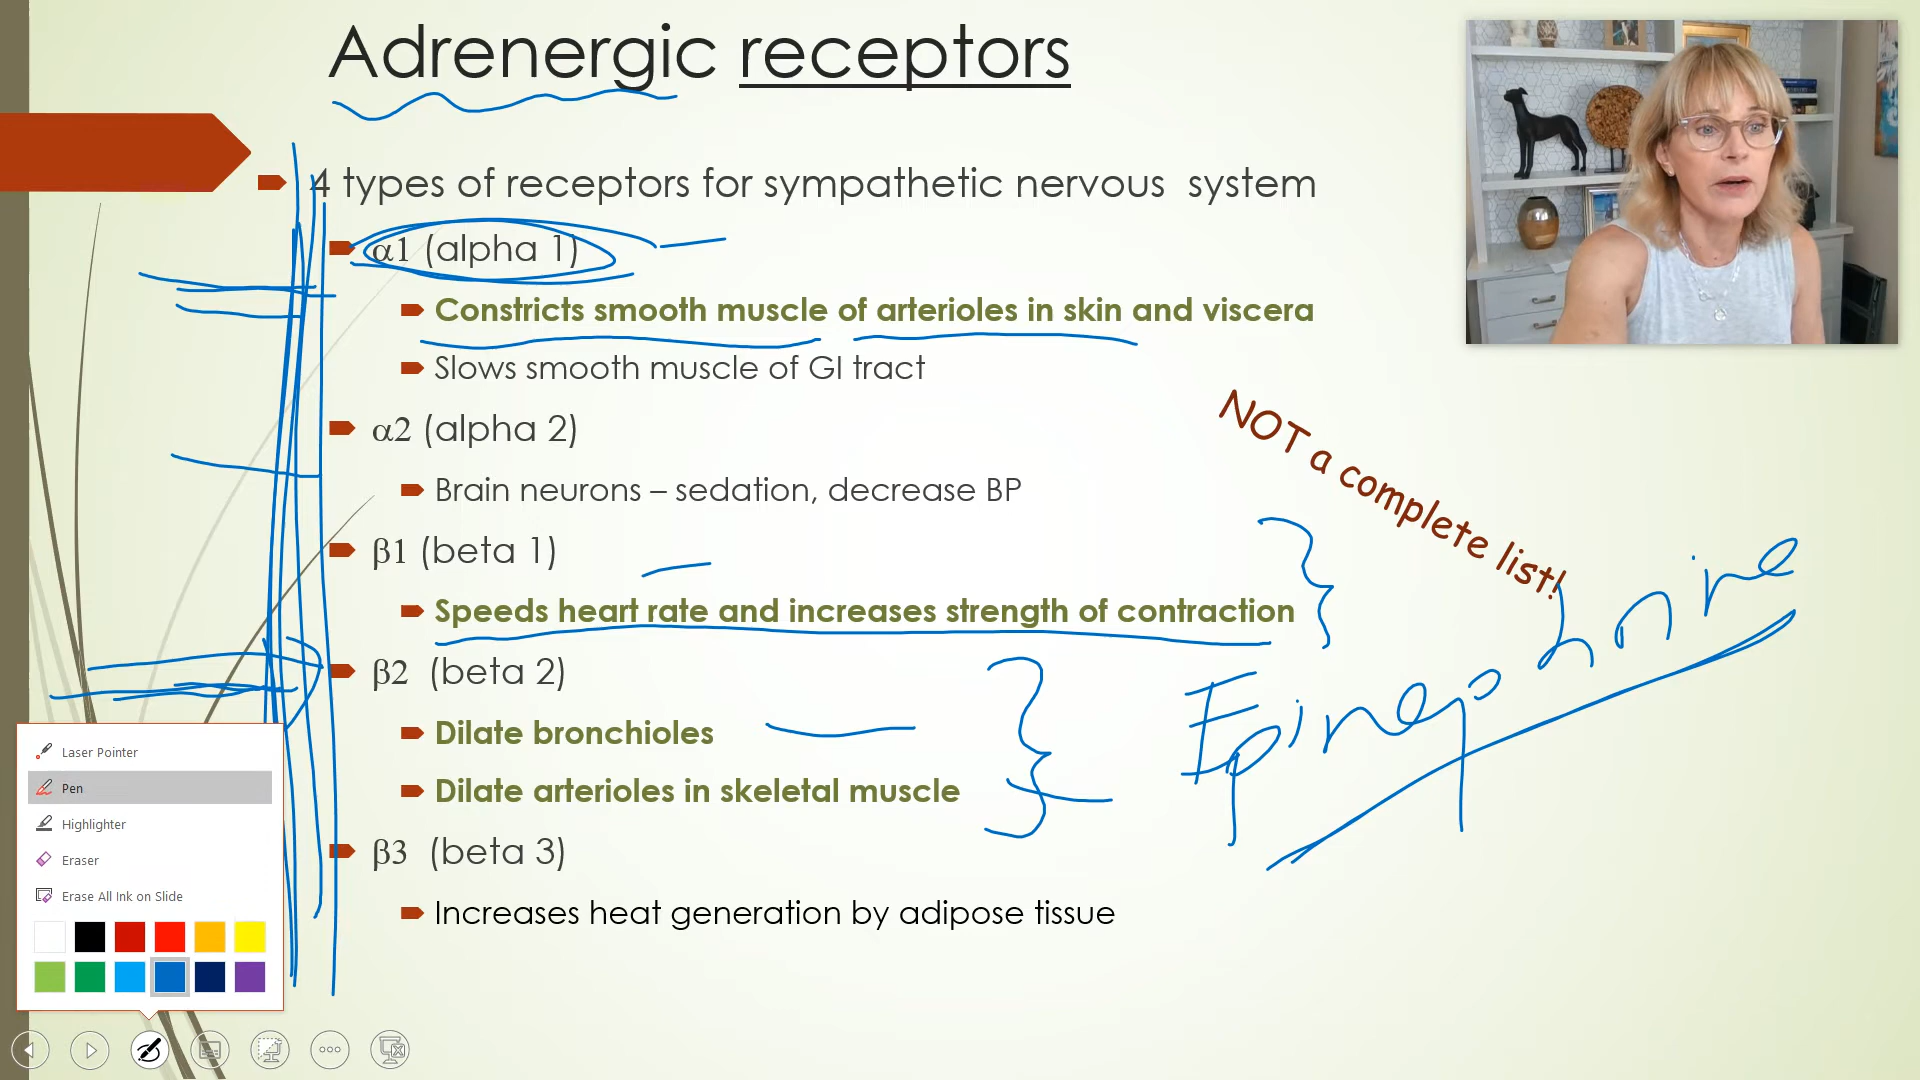 Adrenergic receptors
4 types of receptors for sympathetic nervous system
α1 (alpha 1)
Constricts smooth muscle of arterioles in skin and viscera
Slows smooth muscle of GI tract
α2 (alpha 2)
Brain neurons – sedation, decrease BP
β1 (beta 1)
Speeds heart rate and increases strength of contraction
β2 (beta 2)
Dilate bronchioles
Dilate arterioles in skeletal muscle
β3 (beta 3)
Increases heat generation by adipose tissue
NOT a complete list!
Epinephrine
Laser Pointer
Pen
Highlighter
Eraser
Erase All Ink on Slide